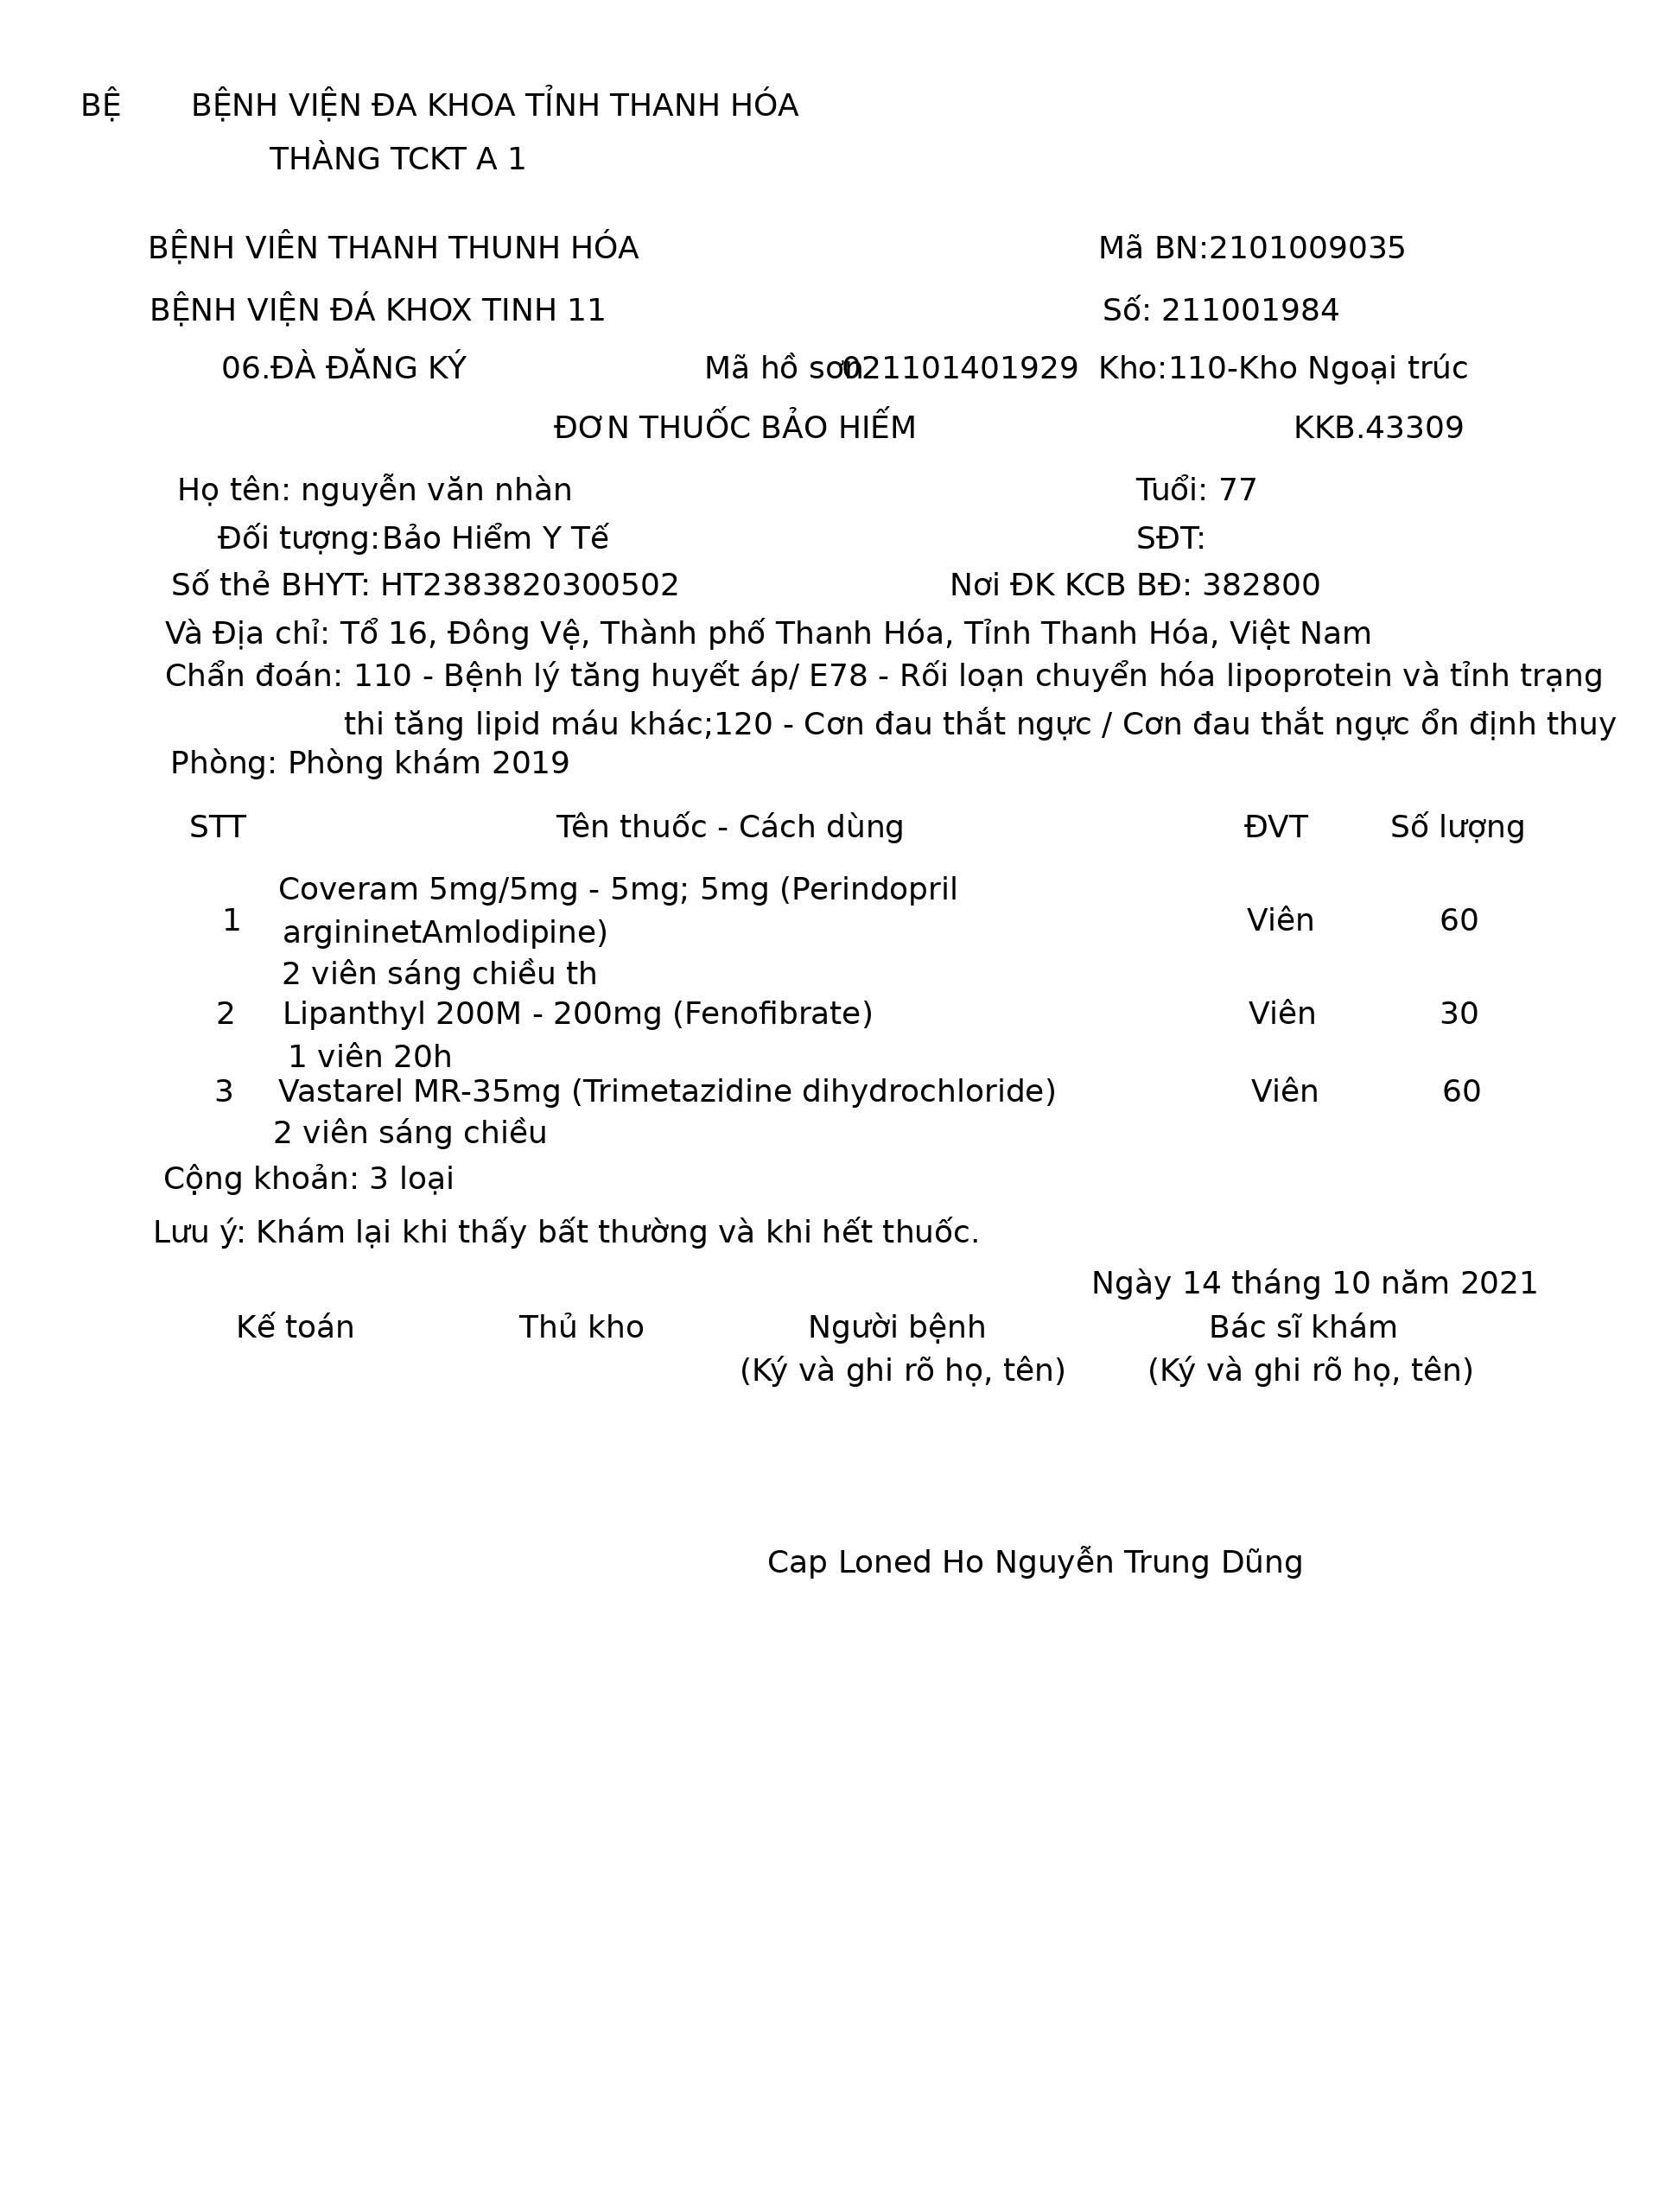 BỆ BỆNH VIỆN ĐA KHOA TỈNH THANH HÓA
THÀNG TCKT A 1
BỆNH VIÊN THANH THUNH HÓA Mã BN:2101009035
BỆNH VIỆN ĐÁ KHOX TINH 11 Số: 211001984
06.ĐÀ ĐĂNG KÝ Mã hồ sơn 021101401929 Kho:110-Kho Ngoại trúc
ĐƠN THUỐC BẢO HIẾM KKB.43309
Họ tên: nguyễn văn nhàn Tuổi: 77
Đối tượng:Bảo Hiểm Y Tế SĐT:
Số thẻ BHYT: HT2383820300502 Nơi ĐK KCB BĐ: 382800
Và Địa chỉ: Tổ 16, Đông Vệ, Thành phố Thanh Hóa, Tỉnh Thanh Hóa, Việt Nam
Chẩn đoán: 110 - Bệnh lý tăng huyết áp/ E78 - Rối loạn chuyển hóa lipoprotein và tỉnh trạng
thi tăng lipid máu khác;120 - Cơn đau thắt ngực / Cơn đau thắt ngực ổn định thuy
Phòng: Phòng khám 2019
STT Tên thuốc - Cách dùng ĐVT Số lượng
Coveram 5mg/5mg - 5mg; 5mg (Perindopril
1 argininetAmlodipine) Viên 60
2 viên sáng chiều th
2 Lipanthyl 200M - 200mg (Fenofibrate) Viên 30
1 viên 20h
3 Vastarel MR-35mg (Trimetazidine dihydrochloride) Viên 60
2 viên sáng chiều
Cộng khoản: 3 loại
Lưu ý: Khám lại khi thấy bất thường và khi hết thuốc.
Ngày 14 tháng 10 năm 2021
Kế toán Thủ kho Người bệnh Bác sĩ khám
(Ký và ghi rõ họ, tên) (Ký và ghi rõ họ, tên)
Cap Loned Ho Nguyễn Trung Dũng